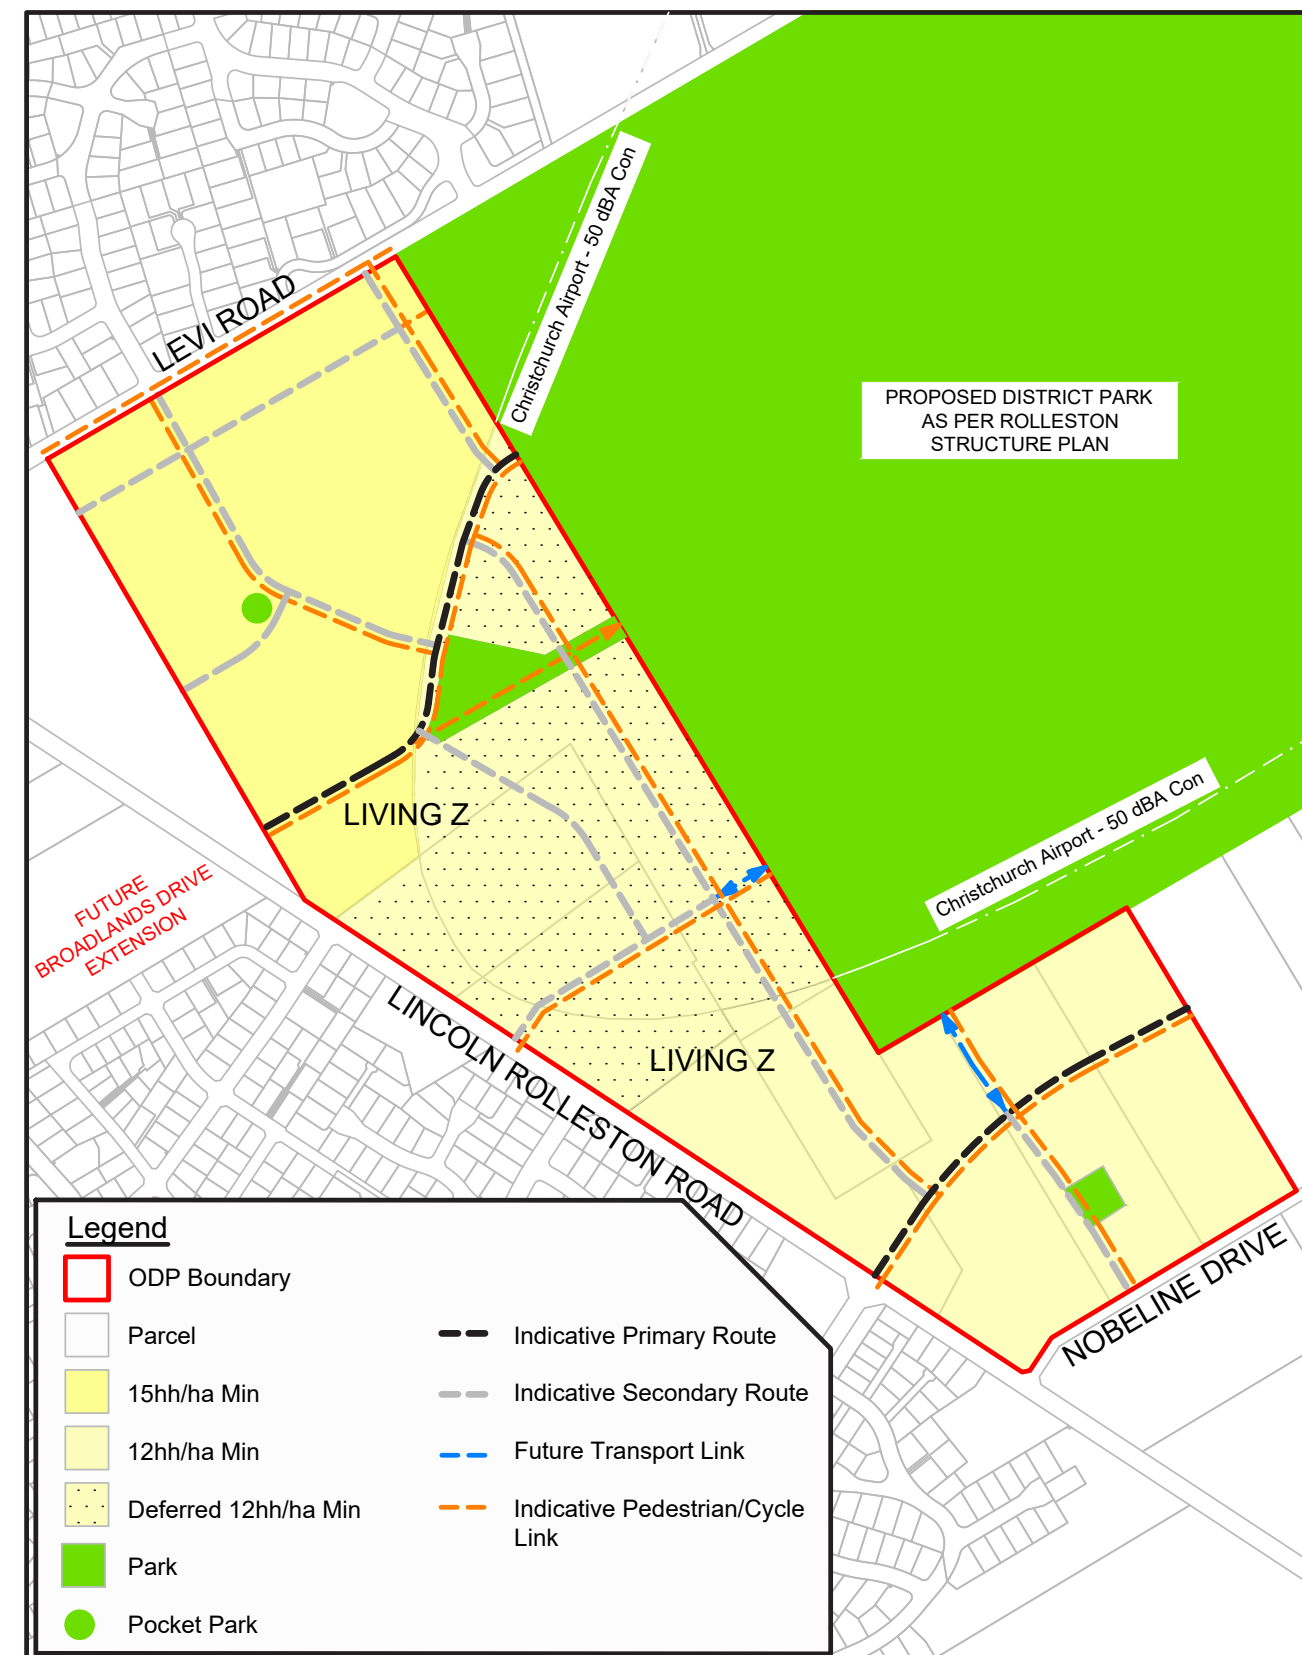 Christchurch Airport - 50 dBA Con
LEVI ROAD
PROPOSED DISTRICT PARK
AS PER ROLLESTON
STRUCTURE PLAN
LIVING Z
Christchurch Airport - 50 dBA Con
FUTURE
BROADLANDS DRIVE
EXTENSION
LINCOLN ROLLESTON ROAD
LIVING Z
NOBELINE DRIVE
Legend
ODP Boundary
Parcel
15hh/ha Min
12hh/ha Min
Deferred 12hh/ha Min
Park
Pocket Park
Indicative Primary Route
Indicative Secondary Route
Future Transport Link
Indicative Pedestrian/Cycle
Link